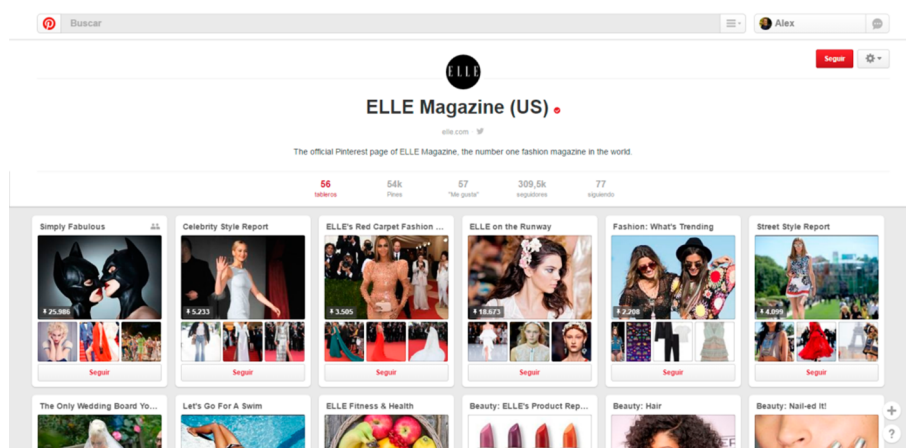 Buscar
Alex
Seguir
ELLE
ELLE Magazine (US)
elle.com
The official Pinterest page of ELLE Magazine, the number one fashion magazine in the world.
56 54k 57 309,5k 77
tableros Pines "Me gusta" seguidores siguiendo
Simply Fabulous
25.986
Seguir
Celebrity Style Report
5.233
Seguir
ELLE's Red Carpet Fashion ...
3.505
Seguir
ELLE on the Runway
18.673
Seguir
Fashion: What's Trending
2.208
Seguir
Street Style Report
4.099
Seguir
The Only Wedding Board Yo...
Let's Go For A Swim
ELLE Fitness & Health
Beauty: ELLE's Product Rep...
Beauty: Hair
Beauty: Nail-ed It!
+
?